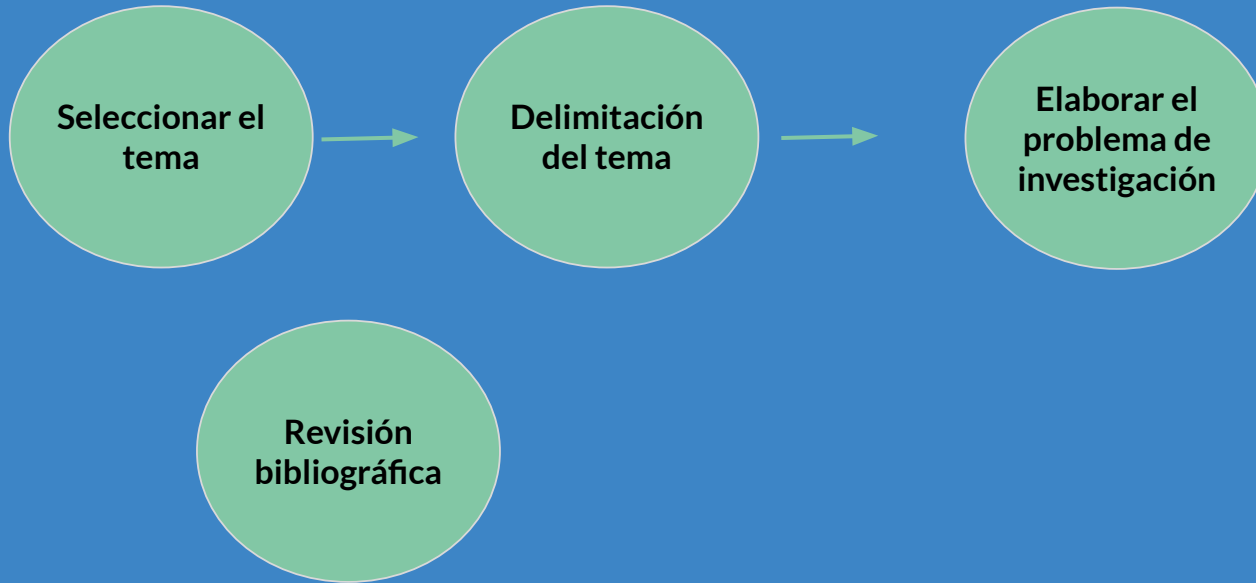 Seleccionar el
tema
Delimitación
del tema
Elaborar el
problema de
investigación
Revisión
bibliográfica